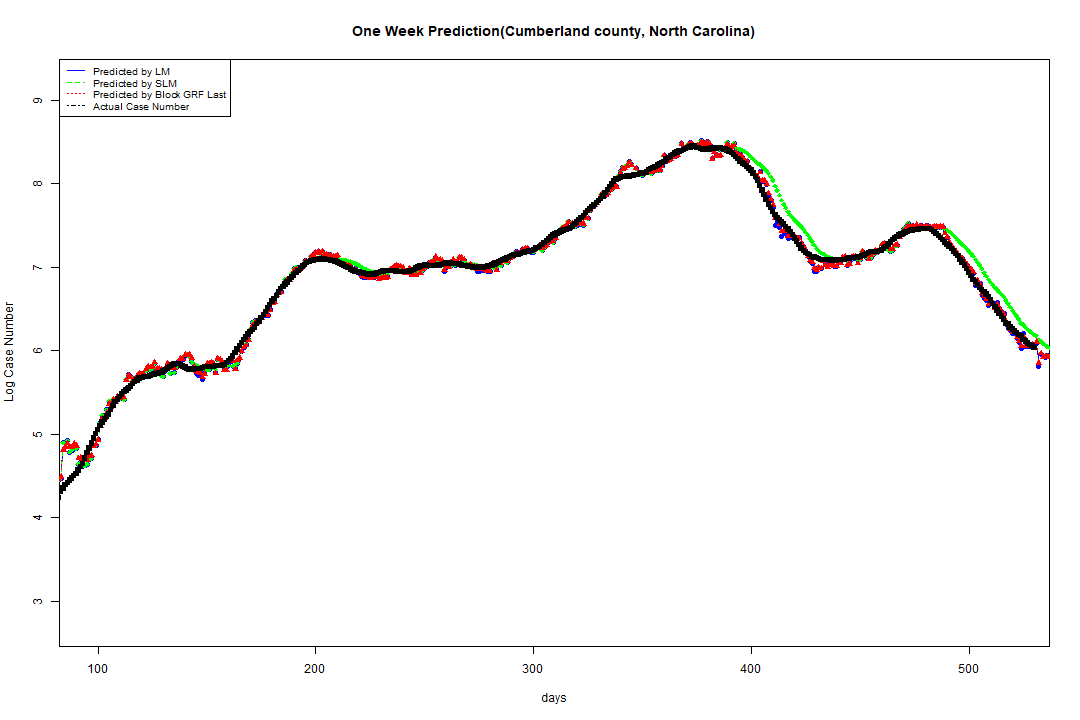 One Week Prediction(Cumberland county, North Carolina)
Predicted by LM
Predicted by SLM
Predicted by Block GRF Last
Actual Case Number
9
8
7
6
5
4
3
Log Case Number
100 200 300 400 500
days